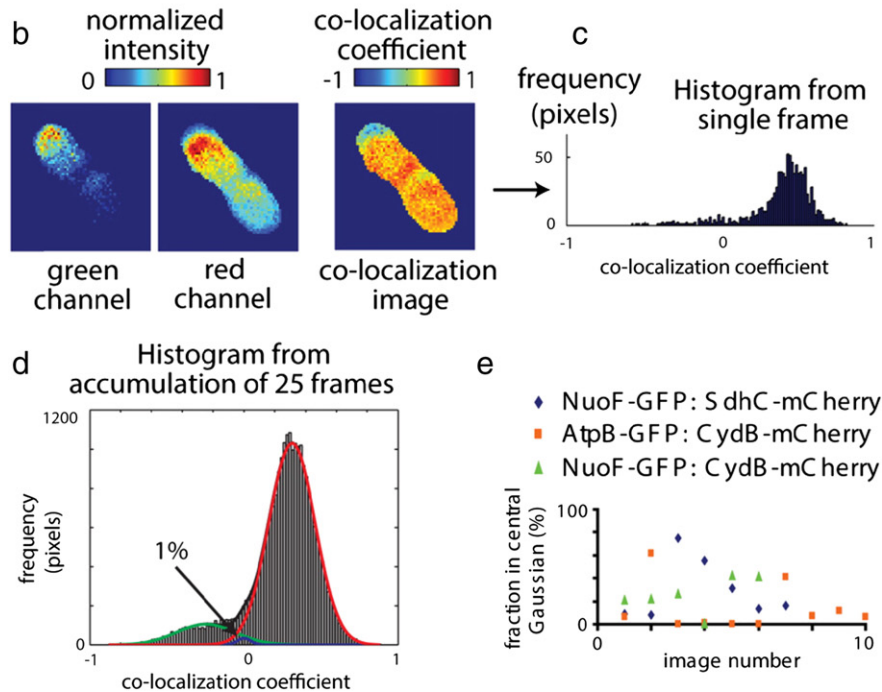 b
normalized
intensity
0
1
co-localization
coefficient
-1
1
green
channel
red
channel
co-localization
image
c
frequency
(pixels)
Histogram from
single frame
50
0
-1
0
1
co-localization coefficient
d
Histogram from
accumulation of 25 frames
1200
frequency
(pixels)
1%
0
-1
0
1
co-localization coefficient
e
NuoF-GFP: SdhC-mCherry
AtpB-GFP: CydB-mCherry
NuoF-GFP: CydB-mCherry
fraction in central
Gaussian (%)
100
0
0
10
image number